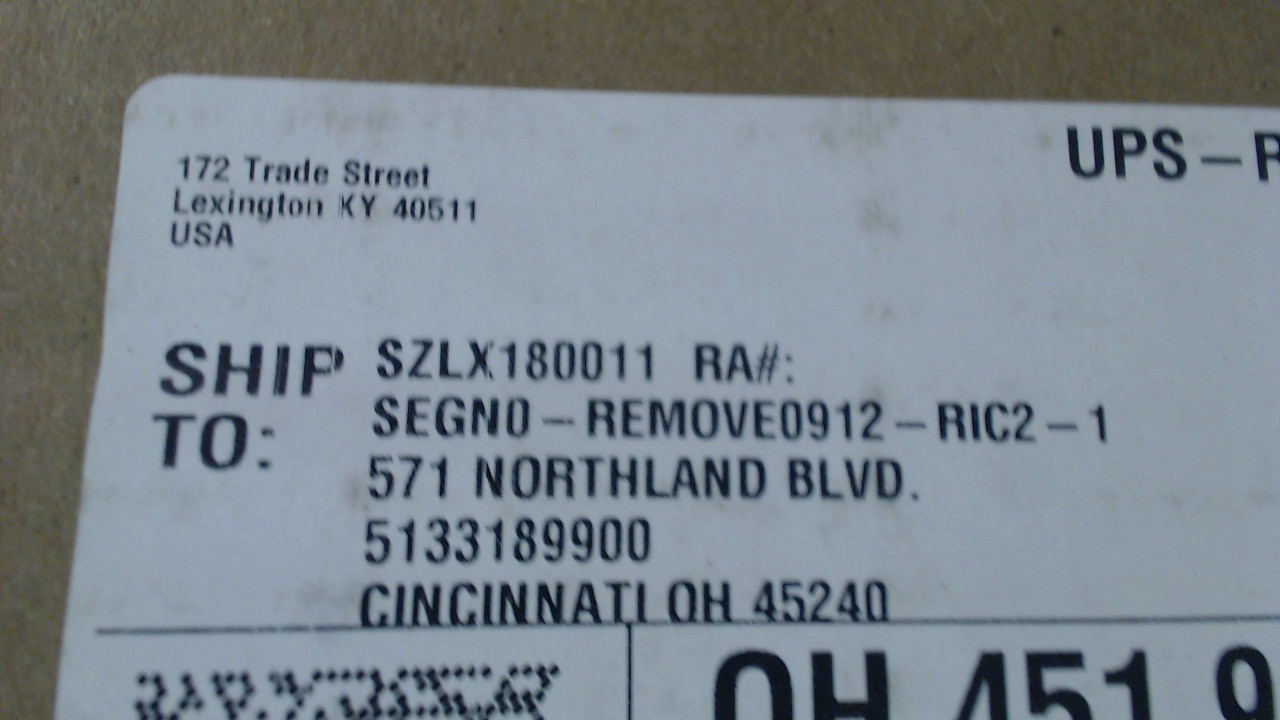 172 Trade Street
Lexington KY 40511
USA
UPS-R
SHIP TO:
SZLX180011 RA#:
SEGNO-REMOVE0912-RIC2-1
571 NORTHLAND BLVD.
5133189900
CINCINNATI OH 45240
OH 451 9